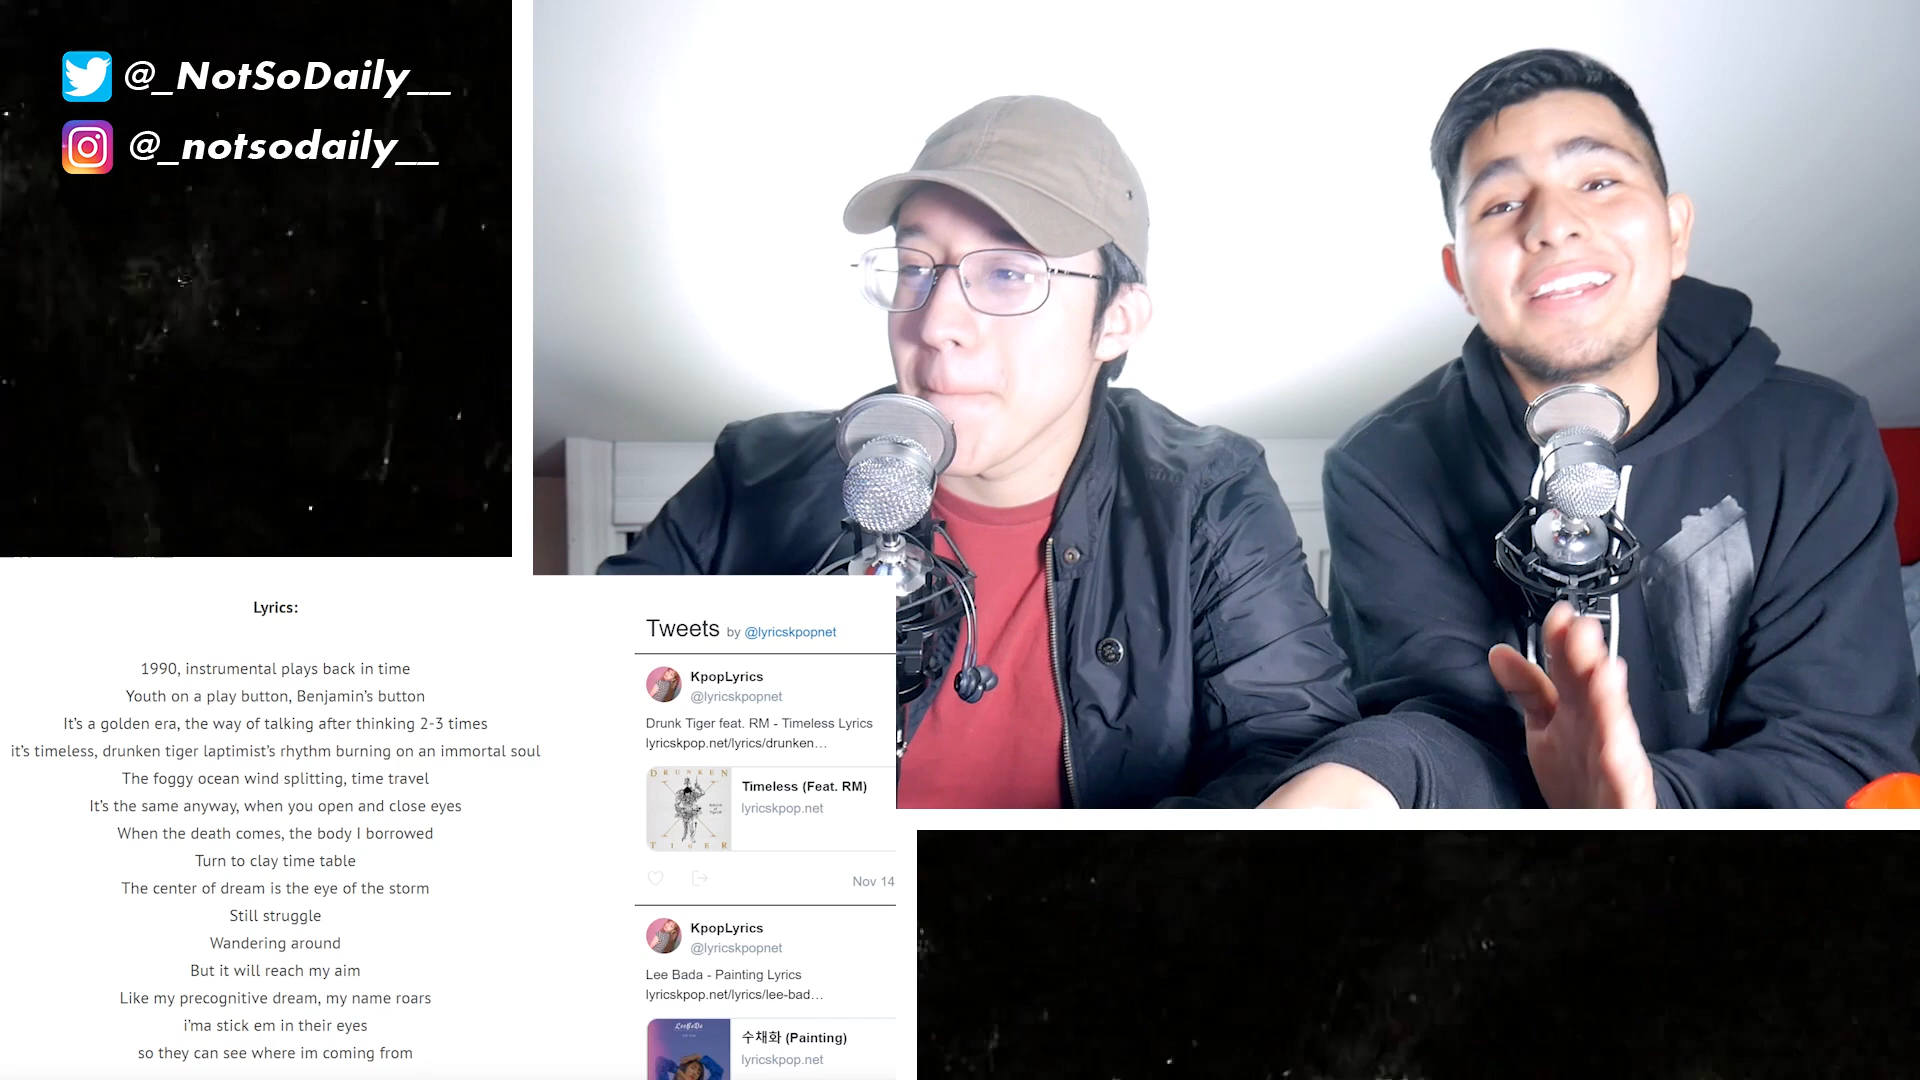 @_NotSoDaily__
@_notsodaily__
Lyrics:
1990, instrumental plays back in time
Youth on a play button, Benjamin’s button
It’s a golden era, the way of talking after thinking 2-3 times
it’s timeless, drunken tiger laptimist’s rhythm burning on an immortal soul
The foggy ocean wind splitting, time travel
It’s the same anyway, when you open and close eyes
When the death comes, the body I borrowed
Turn to clay time table
The center of dream is the eye of the storm
Still struggle
Wandering around
But it will reach my aim
Like my precognitive dream, my name roars
i’ma stick em in their eyes
so they can see where im coming from
Tweets by @lyricskpopnet
KpopLyrics
@lyricskpopnet
Drunk Tiger feat. RM - Timeless Lyrics
lyricskpop.net/lyrics/drunken…
DRUNKEN
TIGER
Timeless (Feat. RM)
lyricskpop.net
Nov 14
KpopLyrics
@lyricskpopnet
Lee Bada - Painting Lyrics
lyricskpop.net/lyrics/lee-bad…
LeeBaDa
수채화 (Painting)
lyricskpop.net